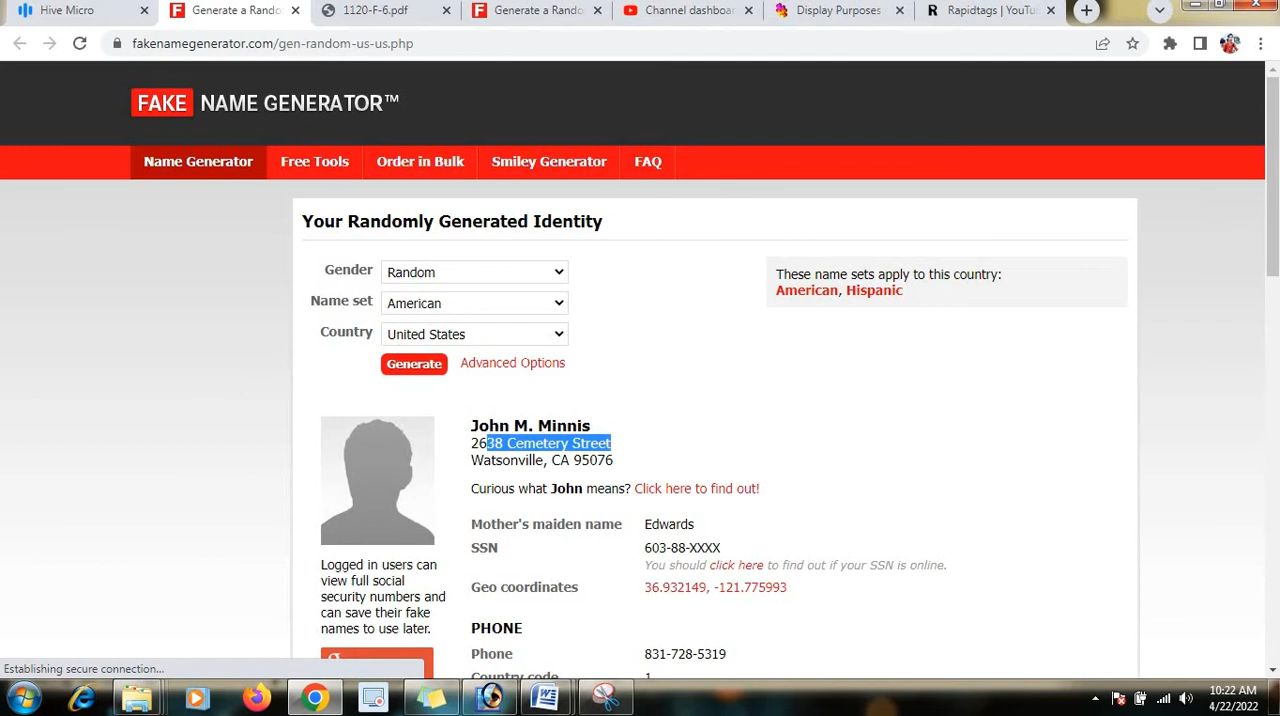 Hive Micro
Generate a Rand
1120-F-6.pdf
Generate a Rando
Channel dashboa
Display Purposes
Rapidtags | YouTu
fakenamegenerator.com/gen-random-us-us.php
FAKE NAME GENERATOR™
Name Generator
Free Tools
Order in Bulk
Smiley Generator
FAQ
Your Randomly Generated Identity
Gender
Random
Name set
American
Country
United States
Generate
Advanced Options
These name sets apply to this country:
American, Hispanic
John M. Minnis
2638 Cemetery Street
Watsonville, CA 95076
Curious what John means? Click here to find out!
Mother's maiden name
Edwards
SSN
603-88-XXXX
You should click here to find out if your SSN is online.
Geo coordinates
36.932149, -121.775993
Logged in users can
view full social
security numbers and
can save their fake
names to use later.
PHONE
Phone
831-728-5319
Country code
1
Establishing secure connection...
10:22 AM
4/22/2022